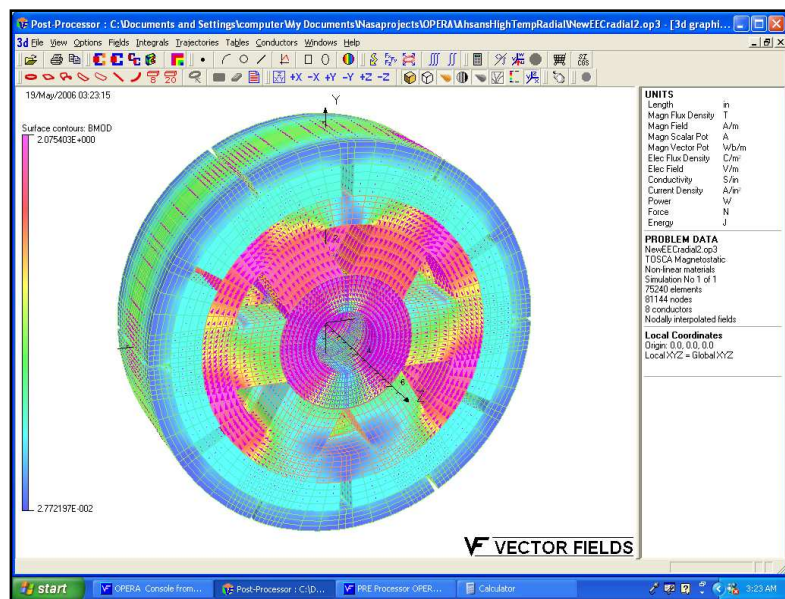 Post-Processor : C:\Documents and Settings\computer\My Documents\Nasaprojects\OPERA\AhsansHighTempRadial\NewEECradial2.op3 - [3d graphi...
3d File View Options Fields Integrals Trajectories Tables Conductors Windows Help
+X -X +Y -Y +Z -Z
19/May/2006 03:23:15
Surface contours: BMOD
2.075403E+000
2.772197E-002
Y
6
Z
VF VECTOR FIELDS
UNITS
Length in
Magn Flux Density T
Magn Field A/m
Magn Scalar Pot A
Magn Vector Pot Wb/m
Elec Flux Density C/m²
Elec Field V/m
Conductivity S/in
Current Density A/in²
Power W
Force N
Energy J
PROBLEM DATA
NewEECradial2.op3
TOSCA Magnetostatic
Non-linear materials
Simulation No 1 of 1
75240 elements
81144 nodes
8 conductors
Nodally interpolated fields
Local Coordinates
Origin: 0.0, 0.0, 0.0
Local XYZ = Global XYZ
start
OPERA Console from...
Post-Processor : C:\D...
PRE Processor OPER...
Calculator
3:23 AM